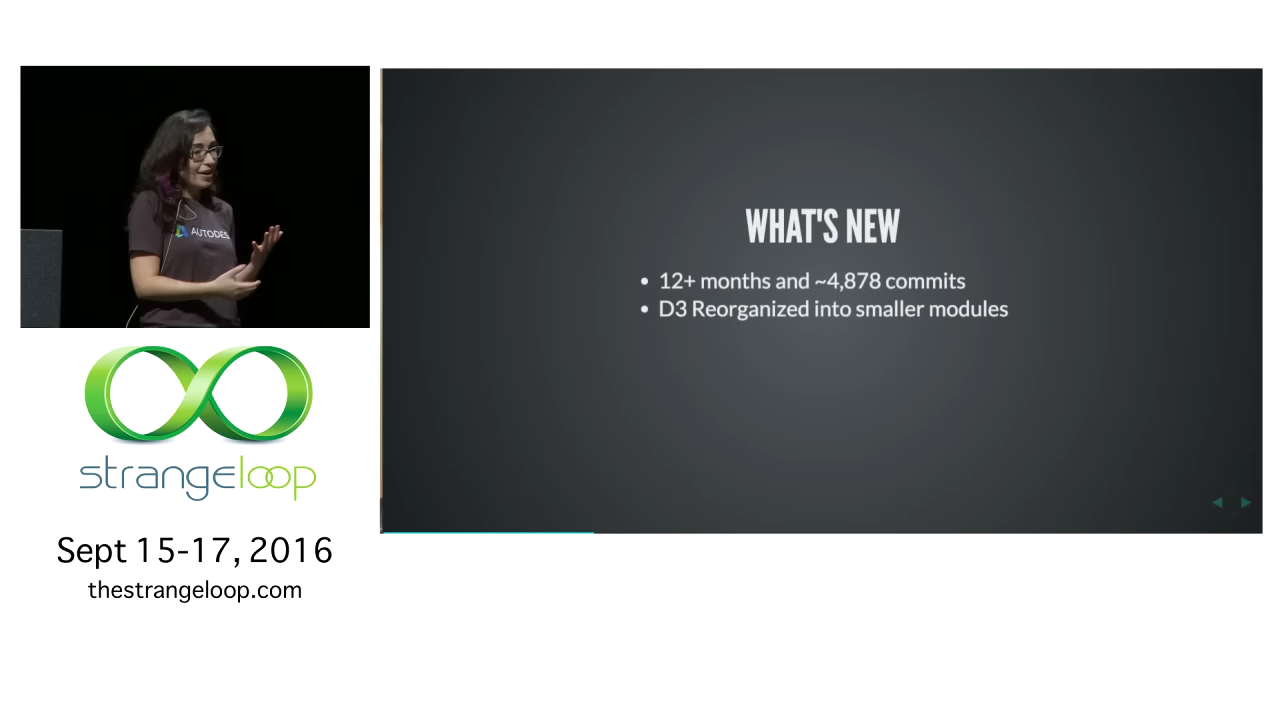 AUTODES
strangeloop
Sept 15-17, 2016
thestrangeloop.com
WHAT'S NEW
• 12+ months and ~4,878 commits
• D3 Reorganized into smaller modules